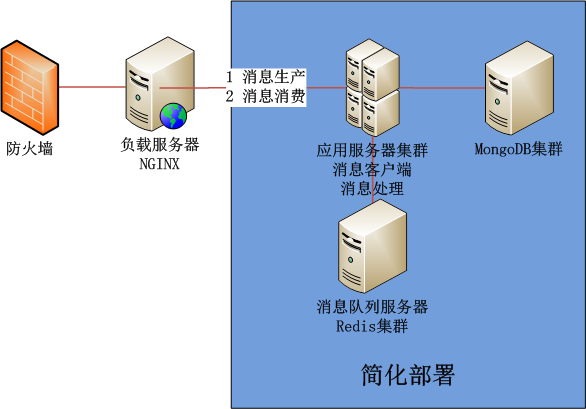 1 消息生产
2 消息消费
防火墙
负载服务器
NGINX
应用服务器集群
消息客户端
消息处理
MongoDB集群
消息队列服务器
Redis集群
简化部署